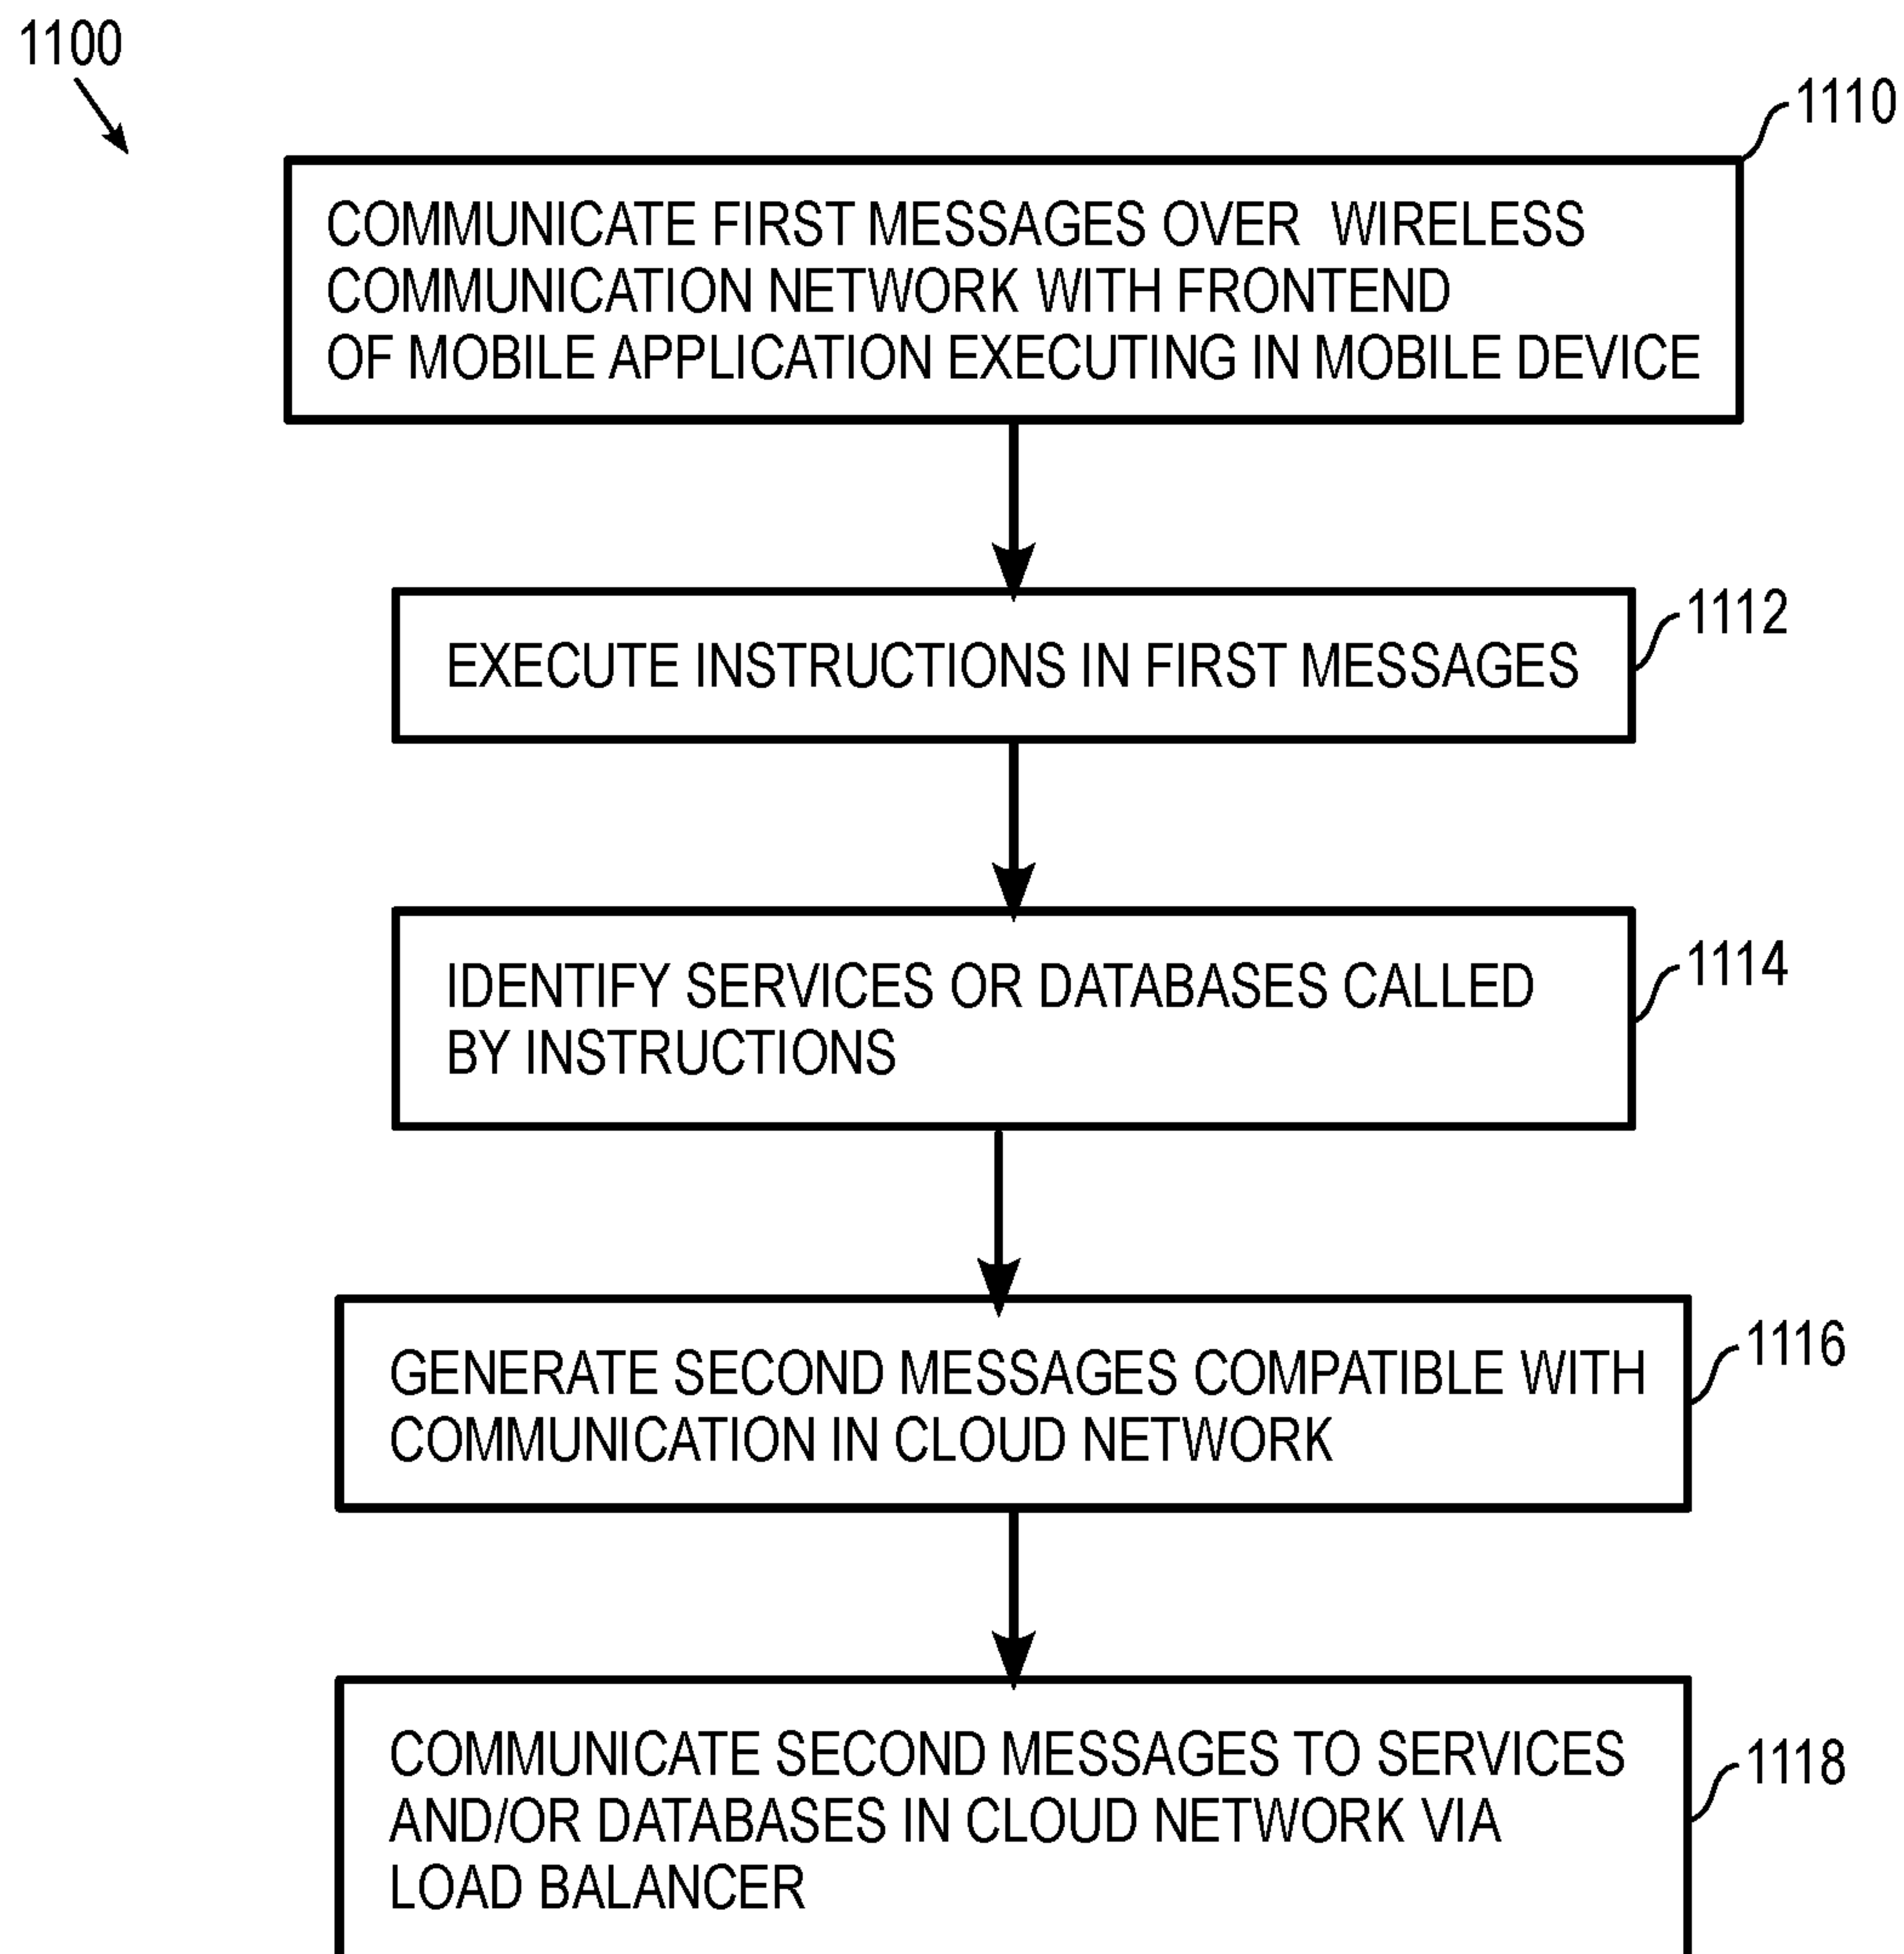 1100
1110
COMMUNICATE FIRST MESSAGES OVER WIRELESS
COMMUNICATION NETWORK WITH FRONTEND
OF MOBILE APPLICATION EXECUTING IN MOBILE DEVICE
1112
EXECUTE INSTRUCTIONS IN FIRST MESSAGES
1114
IDENTIFY SERVICES OR DATABASES CALLED
BY INSTRUCTIONS
1116
GENERATE SECOND MESSAGES COMPATIBLE WITH
COMMUNICATION IN CLOUD NETWORK
1118
COMMUNICATE SECOND MESSAGES TO SERVICES
AND/OR DATABASES IN CLOUD NETWORK VIA
LOAD BALANCER